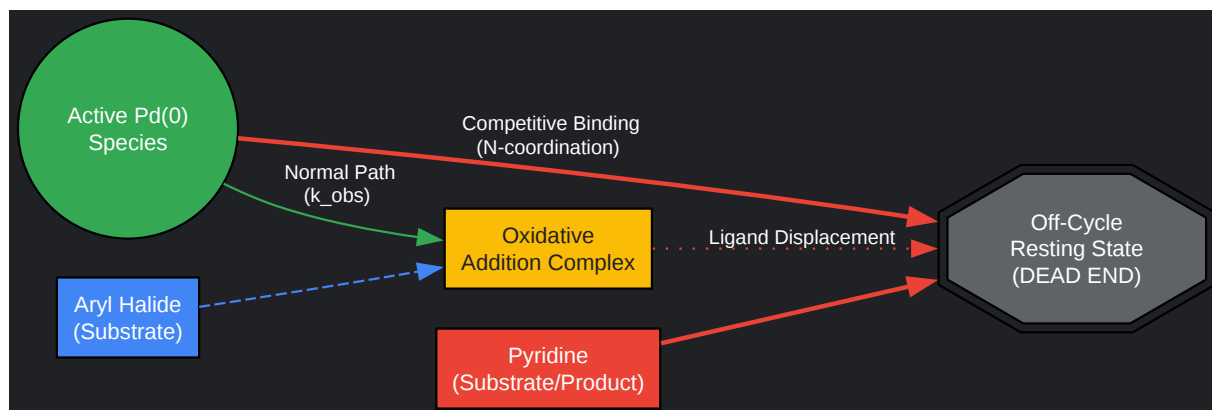 Active Pd(0)
Species
Competitive Binding
(N-coordination)
Normal Path
(k_obs)
Oxidative
Addition Complex
Ligand Displacement
Off-Cycle
Resting State
(DEAD END)
Aryl Halide
(Substrate)
Pyridine
(Substrate/Product)